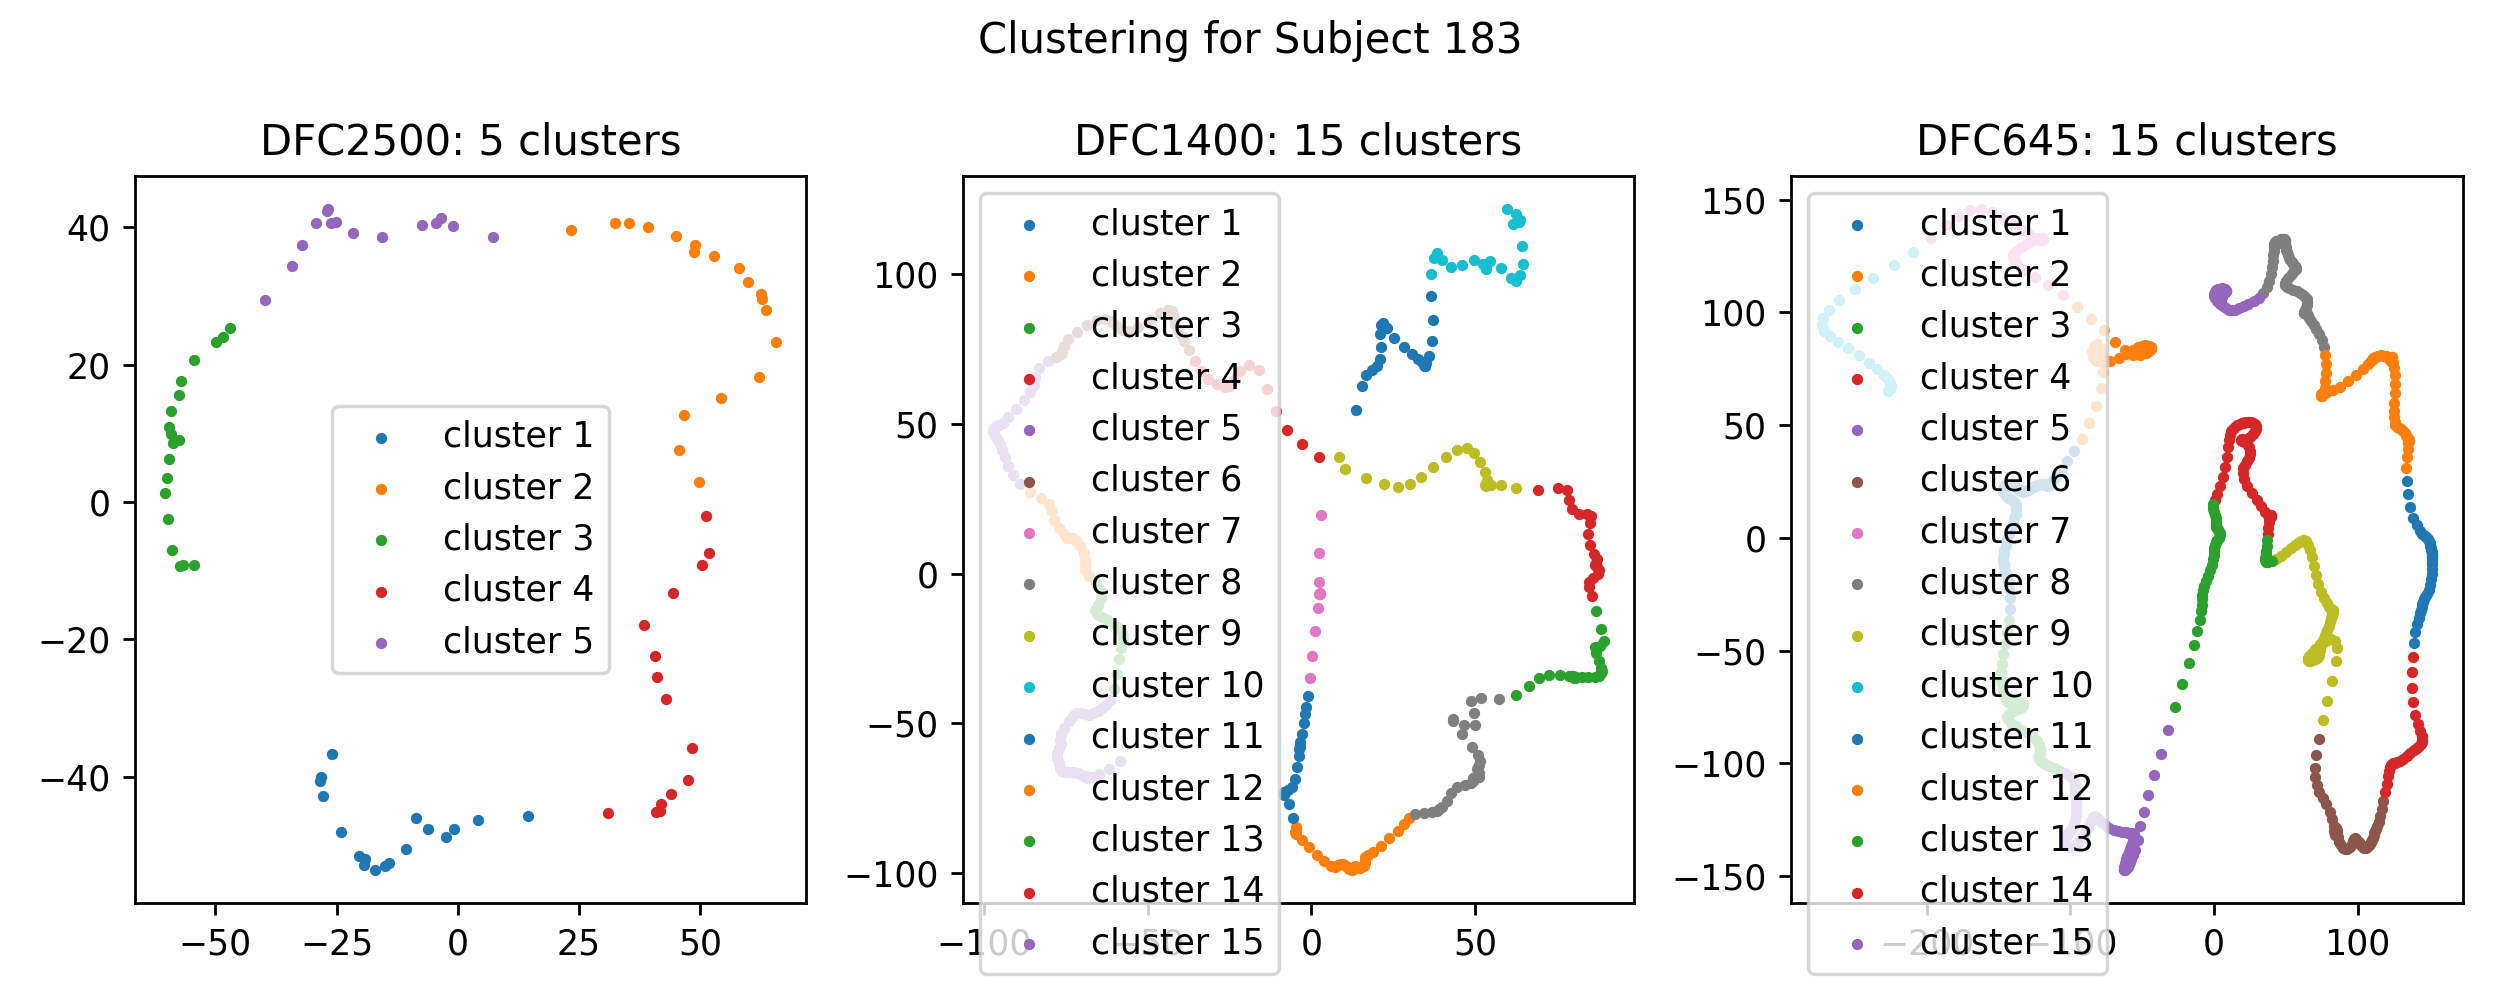 Clustering for Subject 183
DFC2500: 5 clusters
40
20
0
−20
−40
−50
−25
0
25
50
cluster 1
cluster 2
cluster 3
cluster 4
cluster 5
DFC1400: 15 clusters
100
50
0
−50
−100
−100
−50
0
50
cluster 1
cluster 2
cluster 3
cluster 4
cluster 5
cluster 6
cluster 7
cluster 8
cluster 9
cluster 10
cluster 11
cluster 12
cluster 13
cluster 14
cluster 15
DFC645: 15 clusters
150
100
50
0
−50
−100
−150
−200
−100
0
100
cluster 1
cluster 2
cluster 3
cluster 4
cluster 5
cluster 6
cluster 7
cluster 8
cluster 9
cluster 10
cluster 11
cluster 12
cluster 13
cluster 14
cluster 15